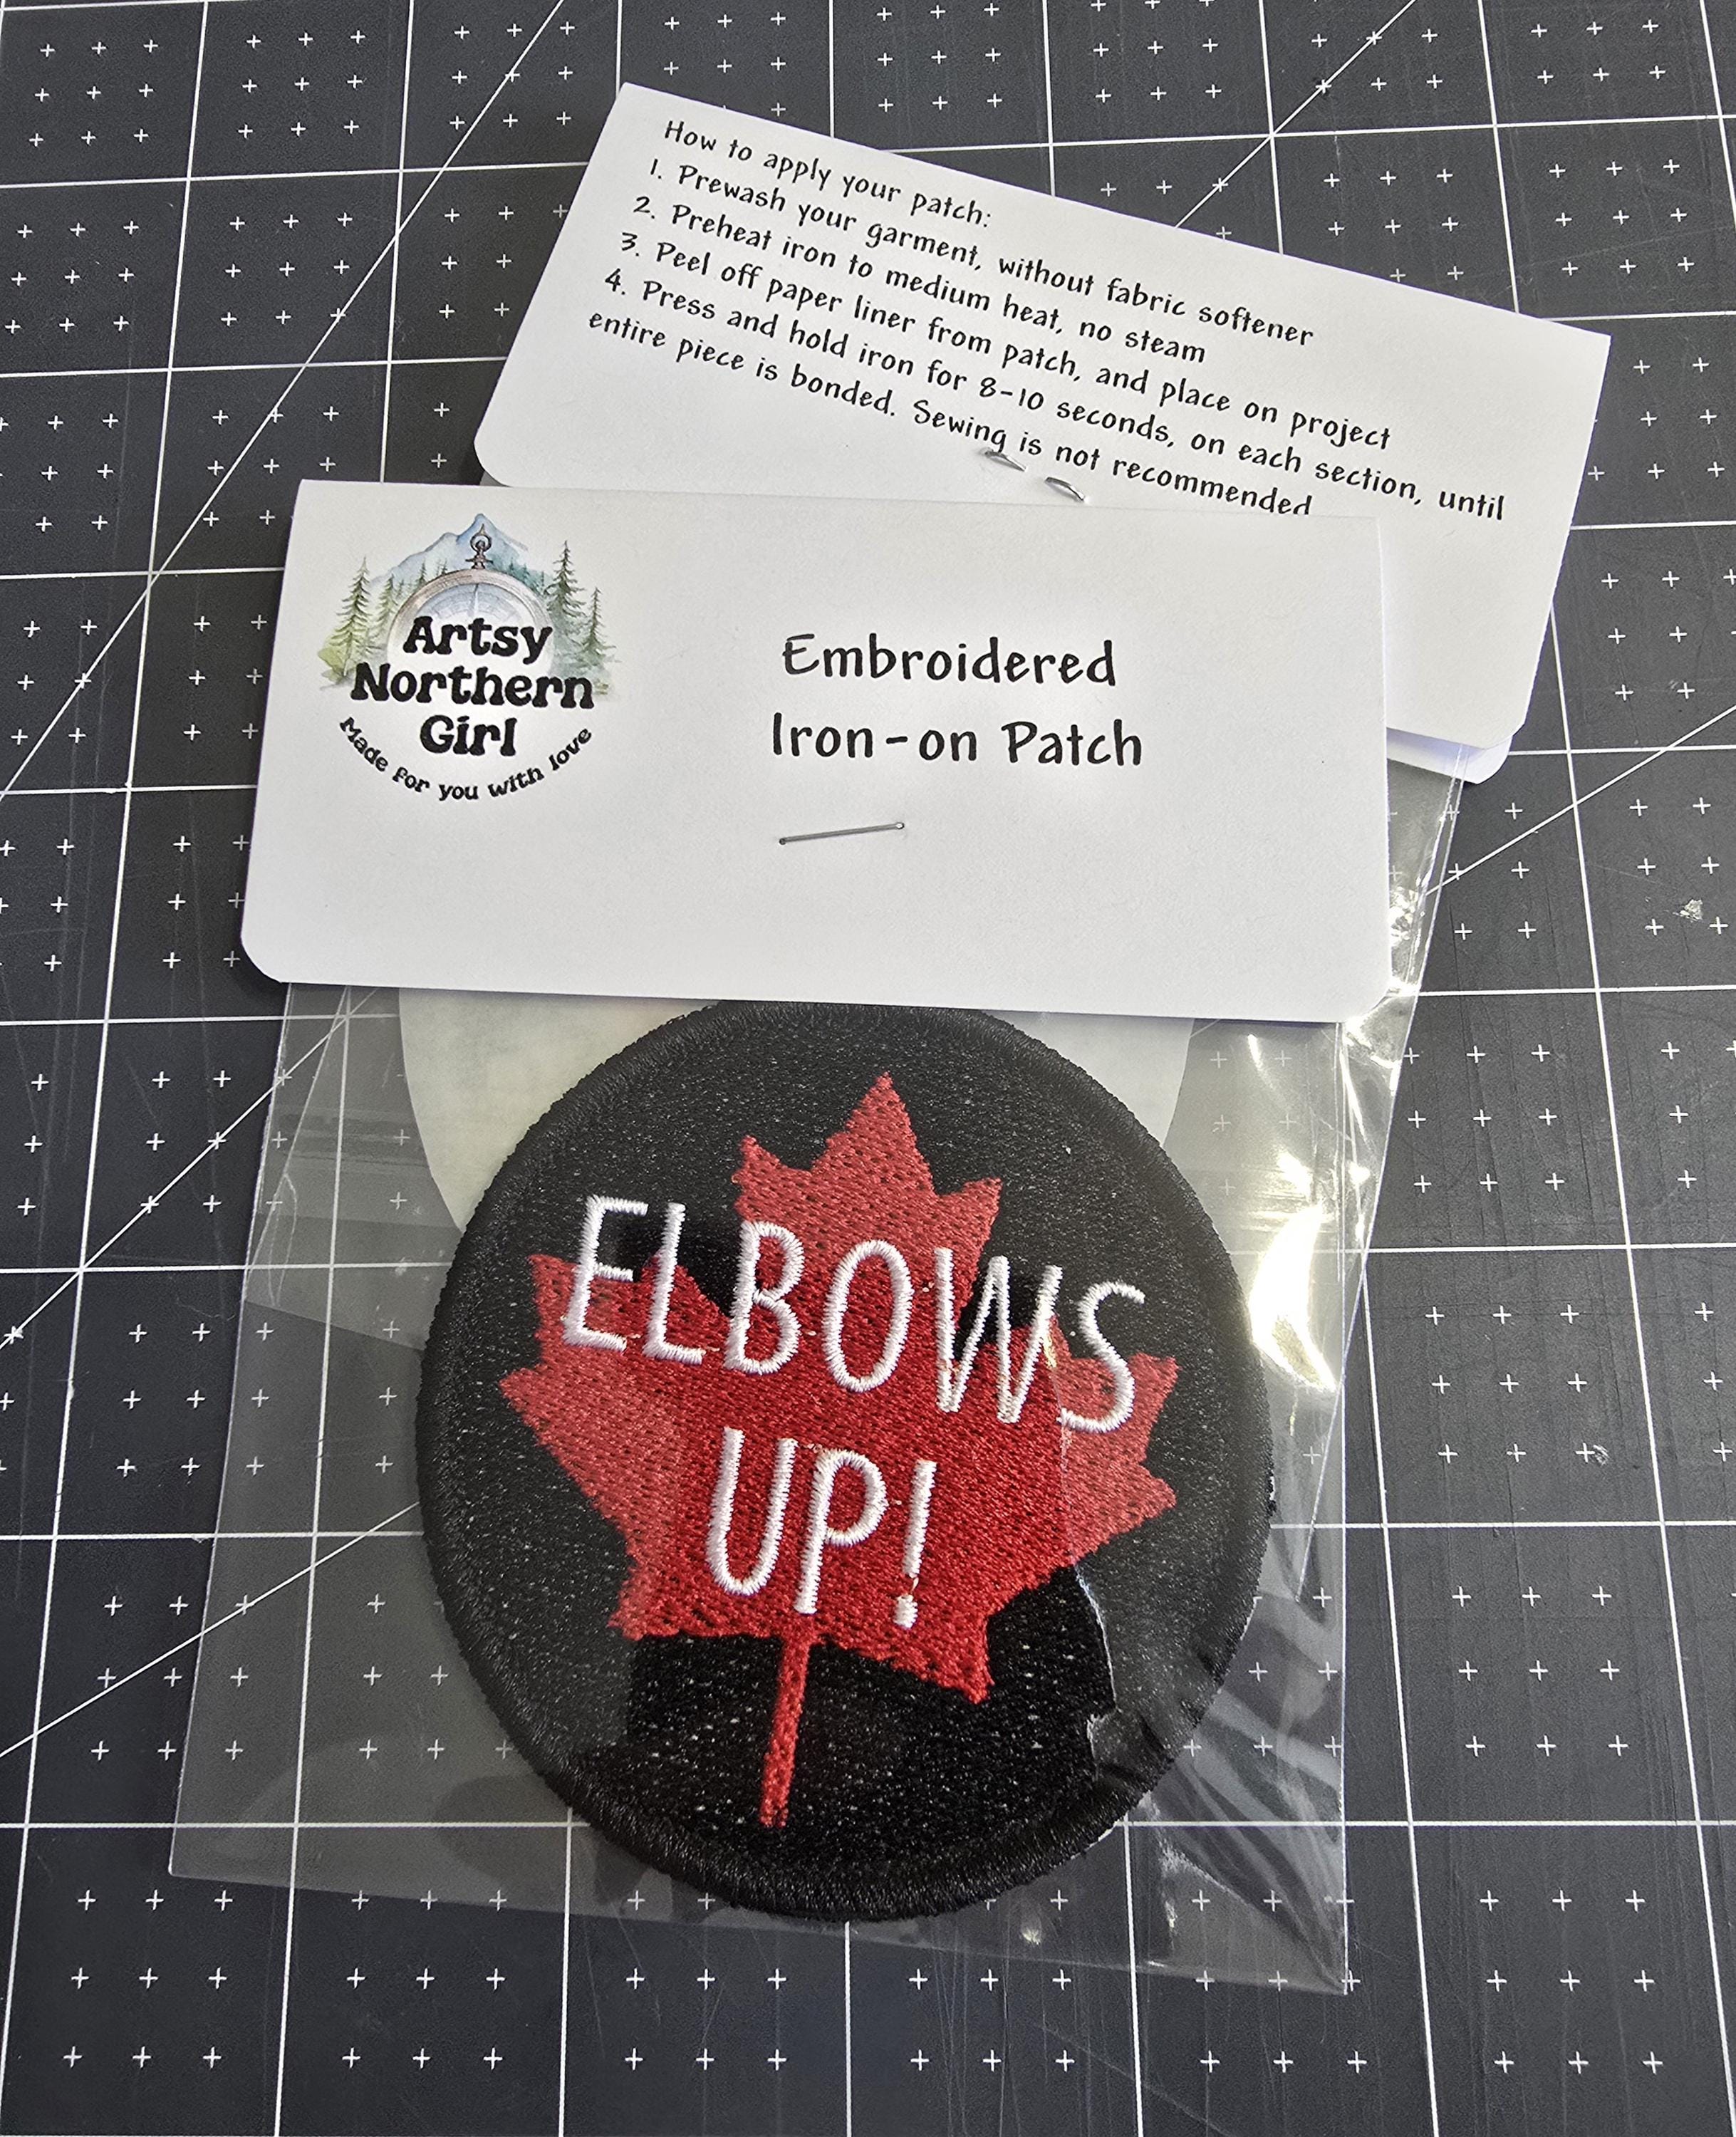 How to apply your patch:
1. Prewash your garment, without fabric softener
2. Preheat iron to medium heat, no steam
3. Peel off paper liner from patch, and place on project
4. Press and hold iron for 8-10 seconds, on each section, until
entire piece is bonded. Sewing is not recommended
Artsy
Northern
Girl
Made for you with love
Embroidered
Iron-on Patch
ELBOWS
UP!